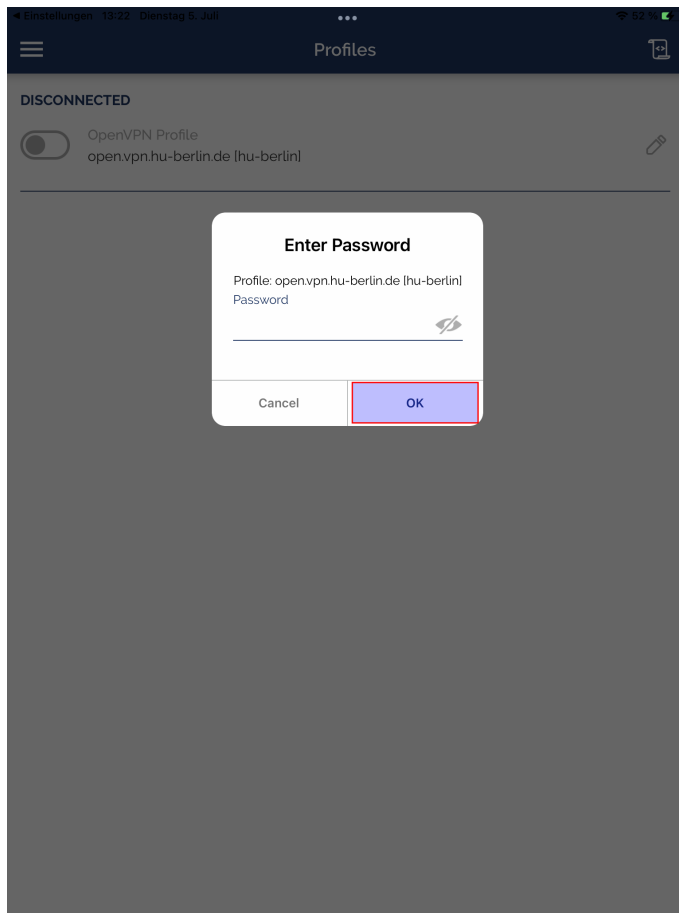 ◀ Einstellungen 13:22 Dienstag 5. Juli 52 %
Profiles
DISCONNECTED
OpenVPN Profile
open.vpn.hu-berlin.de [hu-berlin]
Enter Password
Profile: open.vpn.hu-berlin.de [hu-berlin]
Password
Cancel OK